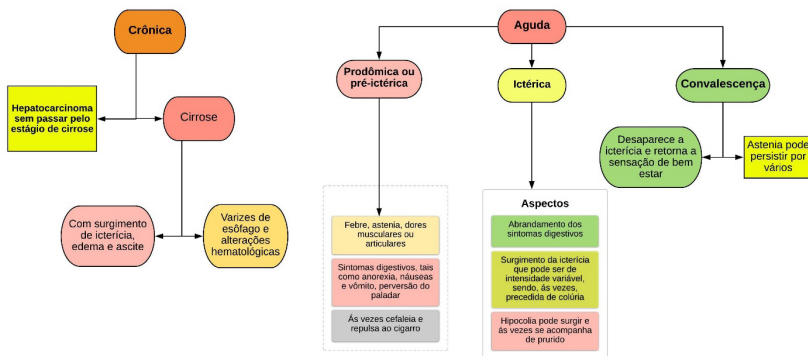 Crônica
Hepatocarcinoma
sem passar pelo
estágio de cirrose
Cirrose
Com surgimento
de icterícia,
edema e ascite
Varizes de
esôfago e
alterações
hematológicas
Aguda
Prodômica ou
pré-ictérica
Ictérica
Convalescença
Febre, astenia, dores
musculares ou
articulares
Sintomas digestivos, tais
como anorexia, náuseas
e vômito, perversão do
paladar
Ás vezes cefaleia e
repulsa ao cigarro
Aspectos
Abrandamento dos
sintomas digestivos
Surgimento da icterícia
que pode ser de
intensidade variável,
sendo, ás vezes,
precedida de colúria
Hipocolia pode surgir e
ás vezes se acompanha
de prurido
Desaparece a
icterícia e retorna a
sensação de bem
estar
Astenia pode
persistir por
vários